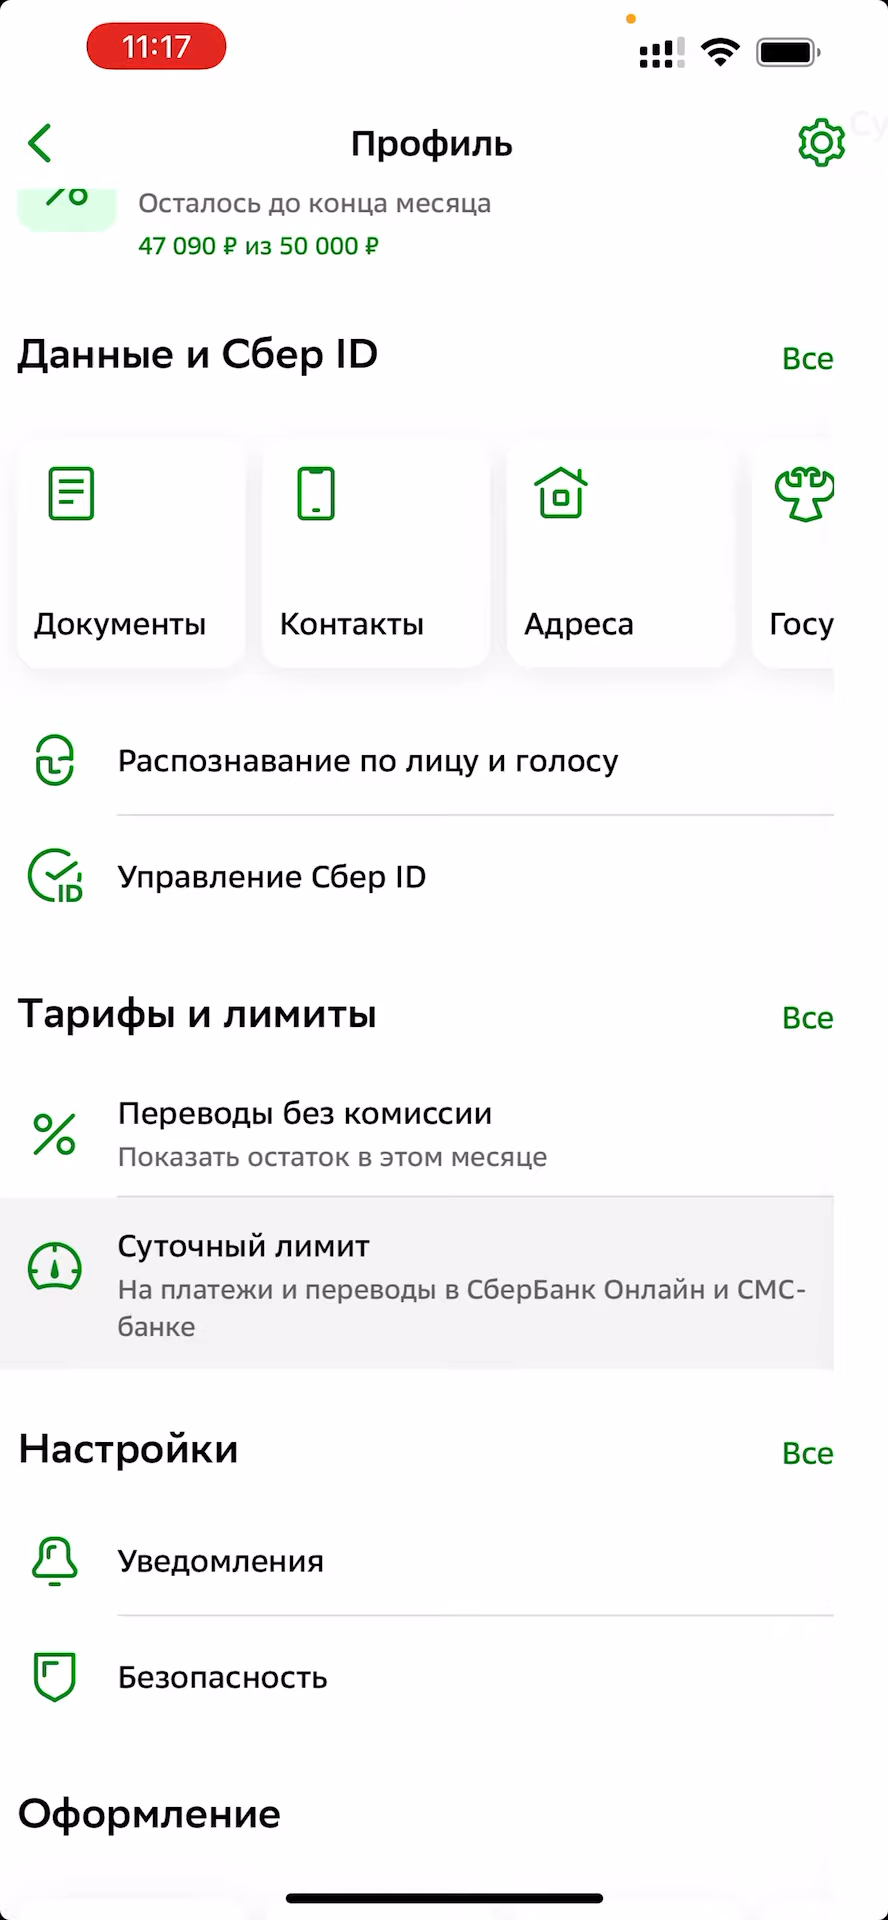 11:17
Профиль
Осталось до конца месяца
47 090 ₽ из 50 000 ₽
Данные и Сбер ID
Все
Документы
Контакты
Адреса
Госу
Распознавание по лицу и голосу
Управление Сбер ID
Тарифы и лимиты
Все
Переводы без комиссии
Показать остаток в этом месяце
Суточный лимит
На платежи и переводы в СберБанк Онлайн и СМС-
банке
Настройки
Все
Уведомления
Безопасность
Оформление